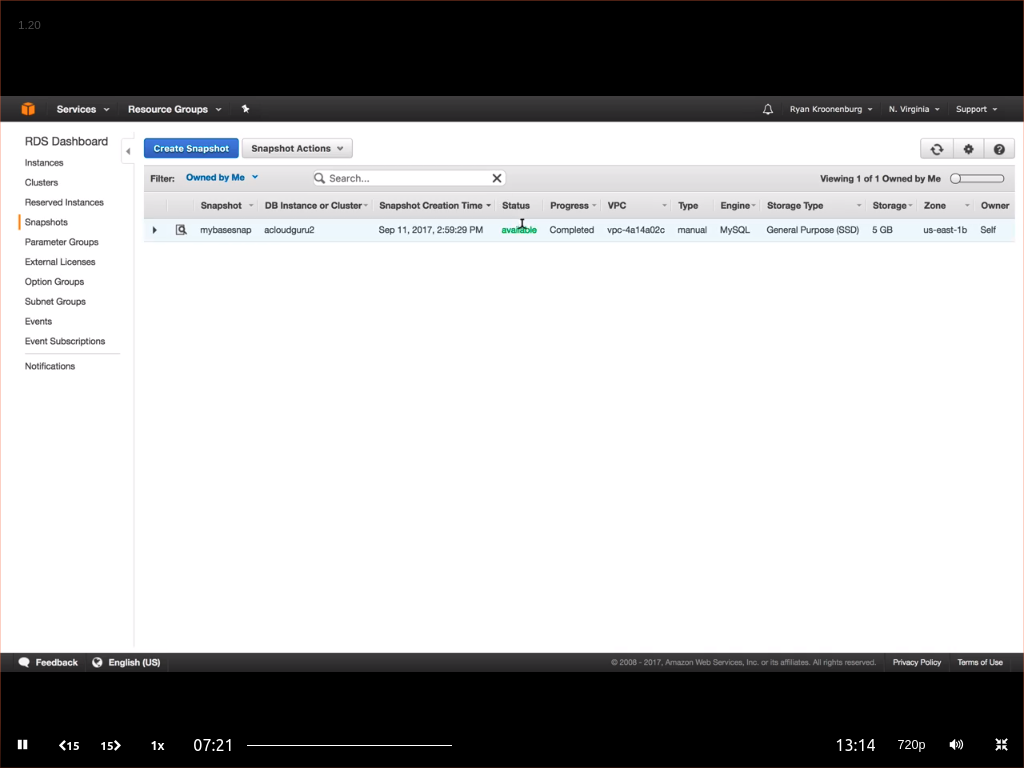 1.20
Services Resource Groups Ryan Kroonenburg N. Virginia Support
RDS Dashboard
Instances
Clusters
Reserved Instances
Snapshots
Parameter Groups
External Licenses
Option Groups
Subnet Groups
Events
Event Subscriptions
Notifications
Create Snapshot Snapshot Actions
Filter: Owned by Me Search... Viewing 1 of 1 Owned by Me
Snapshot DB Instance or Cluster Snapshot Creation Time Status Progress VPC Type Engine Storage Type Storage Zone Owner
mybasesnap acloudguru2 Sep 11, 2017, 2:59:29 PM available Completed vpc-4a14a02c manual MySQL General Purpose (SSD) 5 GB us-east-1b Self
Feedback English (US) © 2008 - 2017, Amazon Web Services, Inc. or its affiliates. All rights reserved. Privacy Policy Terms of Use
15 15 1x 07:21 13:14 720p